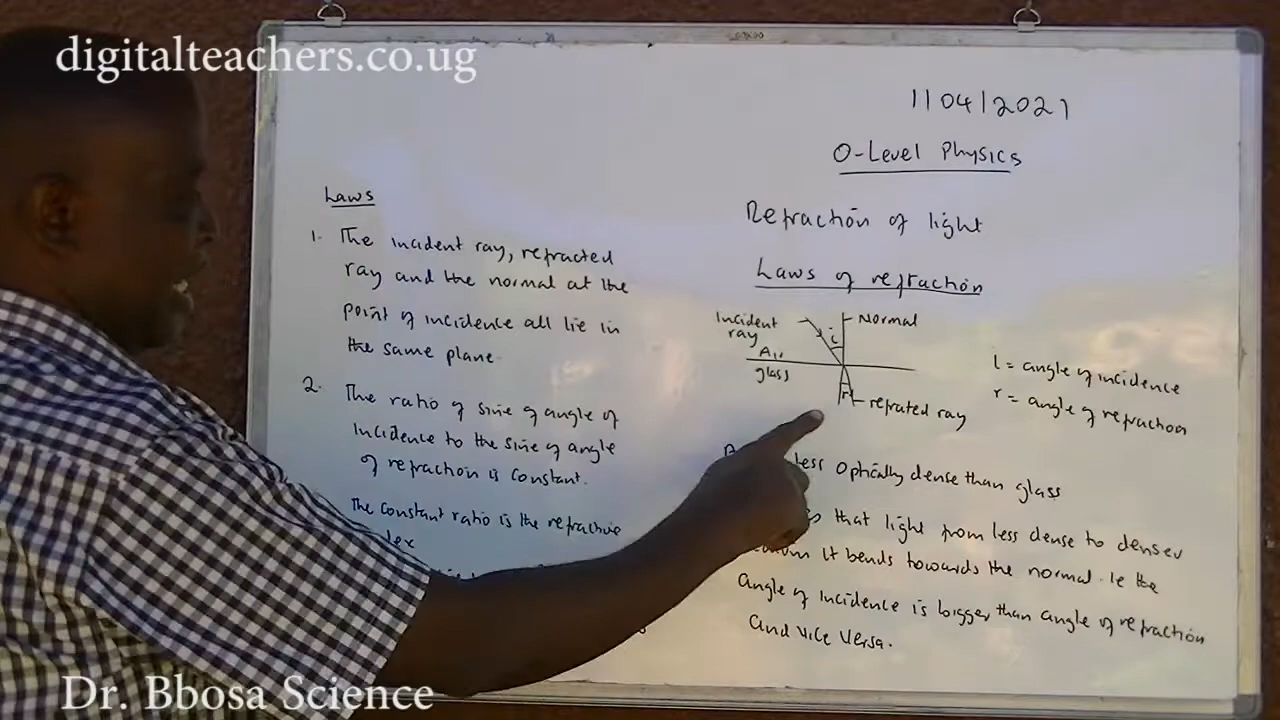 digitalteachers.co.ug
11 04 2021
O-Level Physics
Refraction of light
Laws of refraction
Incident
ray
Normal
i
Air
glass
r
refrated ray
i = angle of incidence
r = angle of refraction
less optically dense than glass
that light from less dense to denser
it bends towards the normal. ie the
angle of incidence is bigger than angle of refraction
and vice versa.
Laws
1. The incident ray, refracted
ray and the normal at the
point of incidence all lie in
the same plane.
2. The ratio of sine of angle of
incidence to the sine of angle
of refraction is constant.
The constant ratio is the refractive
Dr. Bbosa Science